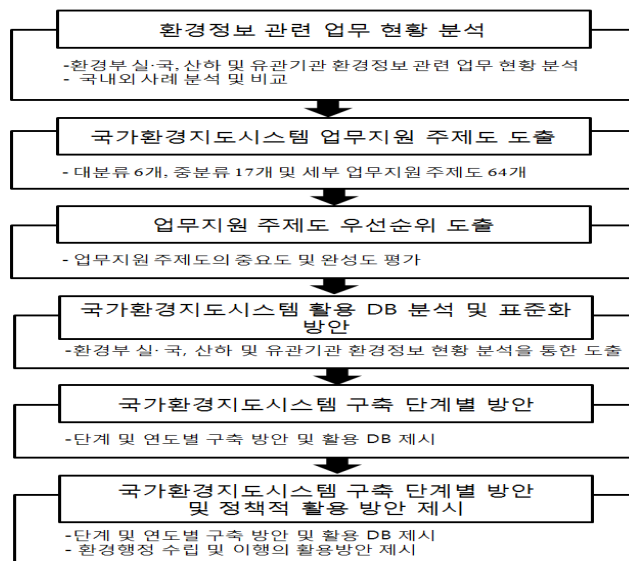 환경정보 관련 업무 현황 분석
-환경부 실·국, 산하 및 유관기관 환경정보 관련 업무 현황 분석
- 국내외 사례 분석 및 비교
국가환경지도시스템 업무지원 주제도 도출
- 대분류 6개, 중분류 17개 및 세부 업무지원 주제도 64개
업무지원 주제도 우선순위 도출
- 업무지원 주제도의 중요도 및 완성도 평가
국가환경지도시스템 활용 DB 분석 및 표준화
방안
-환경부 실·국, 산하 및 유관기관 환경정보 현황 분석을 통한 도출
국가환경지도시스템 구축 단계별 방안
-단계 및 연도별 구축 방안 및 활용 DB 제시
국가환경지도시스템 구축 단계별 방안
및 정책적 활용 방안 제시
-단계 및 연도별 구축 방안 및 활용 DB 제시
- 환경행정 수립 및 이행의 활용방안 제시